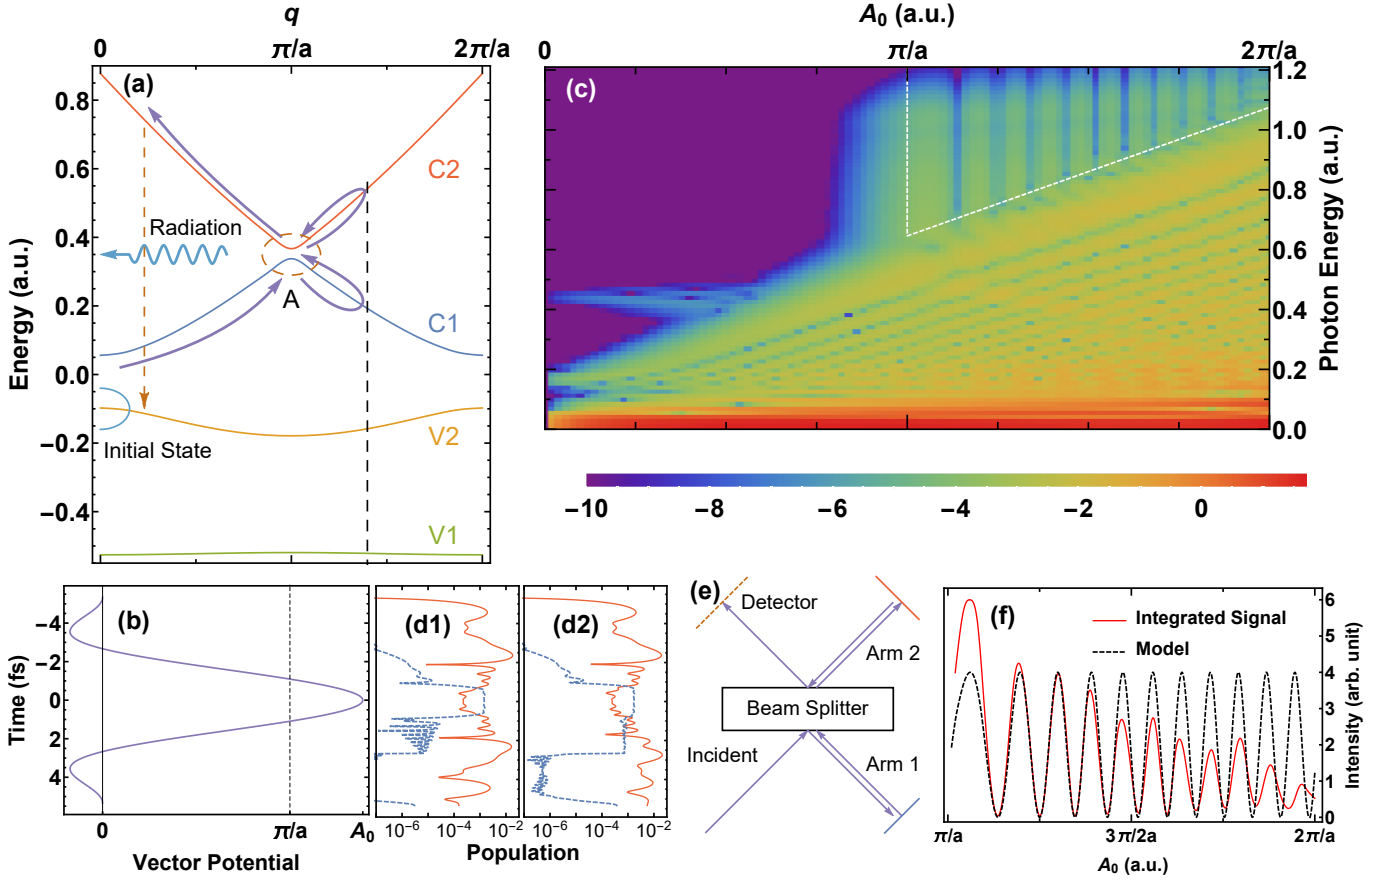 q
0 π/a 2π/a
(a)
0.8
0.6
0.4
0.2
0.0
−0.2
−0.4
Energy (a.u.)
C2
Radiation
A
C1
Initial State
V2
V1
A0 (a.u.)
0 π/a 2π/a
(c)
1.2
1.0
0.8
0.6
0.4
0.2
0.0
Photon Energy (a.u.)
−10 −8 −6 −4 −2 0
(b)
−4
−2
0
2
4
Time (fs)
0 π/a A0
Vector Potential
(d1)
10−6 10−4 10−2
(d2)
10−6 10−4 10−2
Population
(e)
Detector
Arm 2
Beam Splitter
Incident
Arm 1
(f)
Integrated Signal
Model
6
5
4
3
2
1
0
Intensity (arb. unit)
π/a 3π/2a 2π/a
A0 (a.u.)